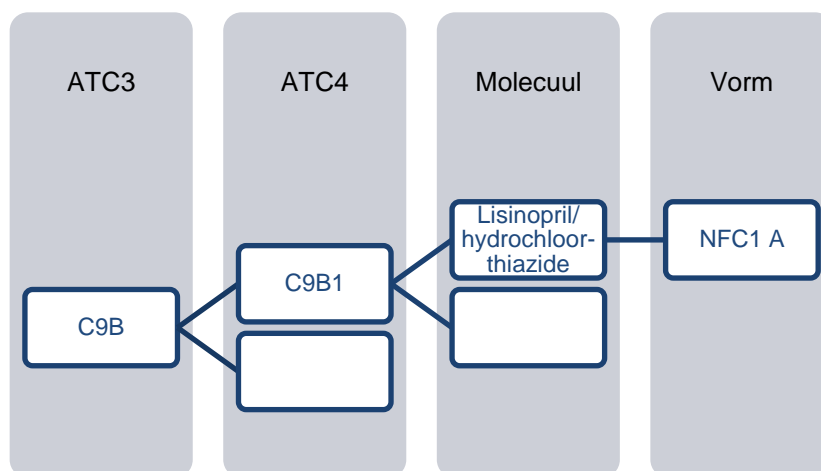 ATC3
ATC4
Molecuul
Vorm
C9B
C9B1
Lisinopril/
hydrochloor-
thiazide
NFC1 A